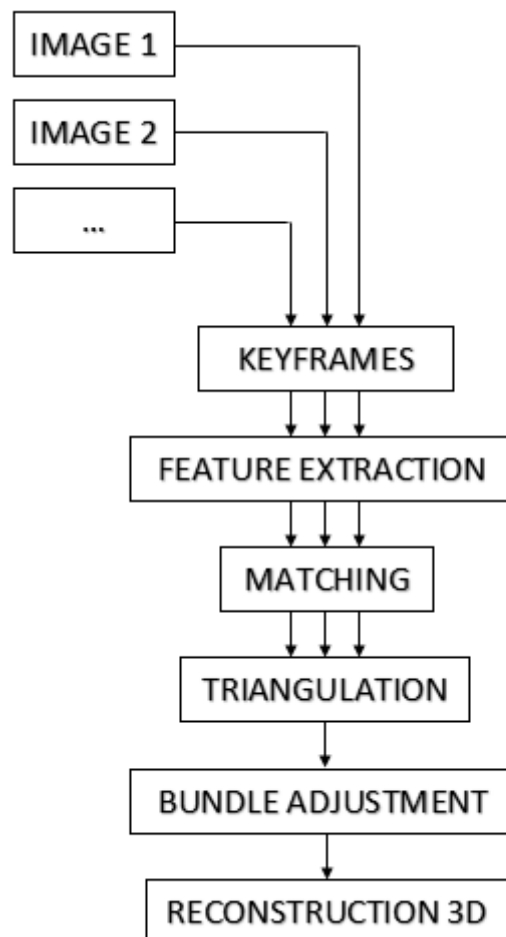 IMAGE 1
IMAGE 2
...
KEYFRAMES
FEATURE EXTRACTION
MATCHING
TRIANGULATION
BUNDLE ADJUSTMENT
RECONSTRUCTION 3D